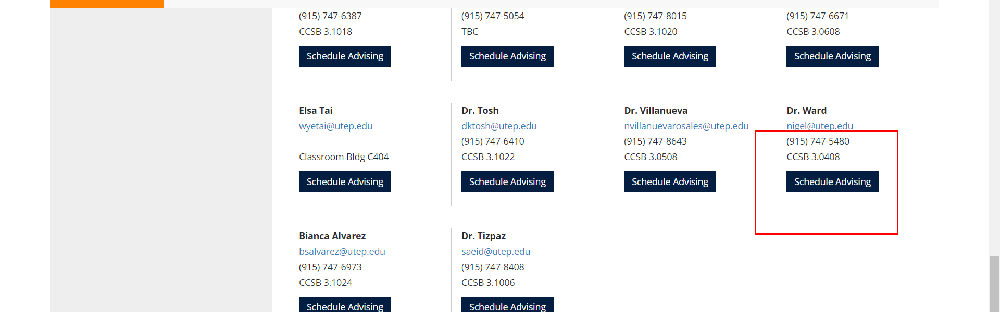 (915) 747-6387
CCSB 3.1018
Schedule Advising
(915) 747-5054
TBC
Schedule Advising
(915) 747-8015
CCSB 3.1020
Schedule Advising
(915) 747-6671
CCSB 3.0608
Schedule Advising
Elsa Tai
wyetai@utep.edu
Classroom Bldg C404
Schedule Advising
Dr. Tosh
dktosh@utep.edu
(915) 747-6410
CCSB 3.1022
Schedule Advising
Dr. Villanueva
nvillanuevarosales@utep.edu
(915) 747-8643
CCSB 3.0508
Schedule Advising
Dr. Ward
nigel@utep.edu
(915) 747-5480
CCSB 3.0408
Schedule Advising
Bianca Alvarez
bsalvarez@utep.edu
(915) 747-6973
CCSB 3.1024
Schedule Advising
Dr. Tizpaz
saeid@utep.edu
(915) 747-8408
CCSB 3.1006
Schedule Advising